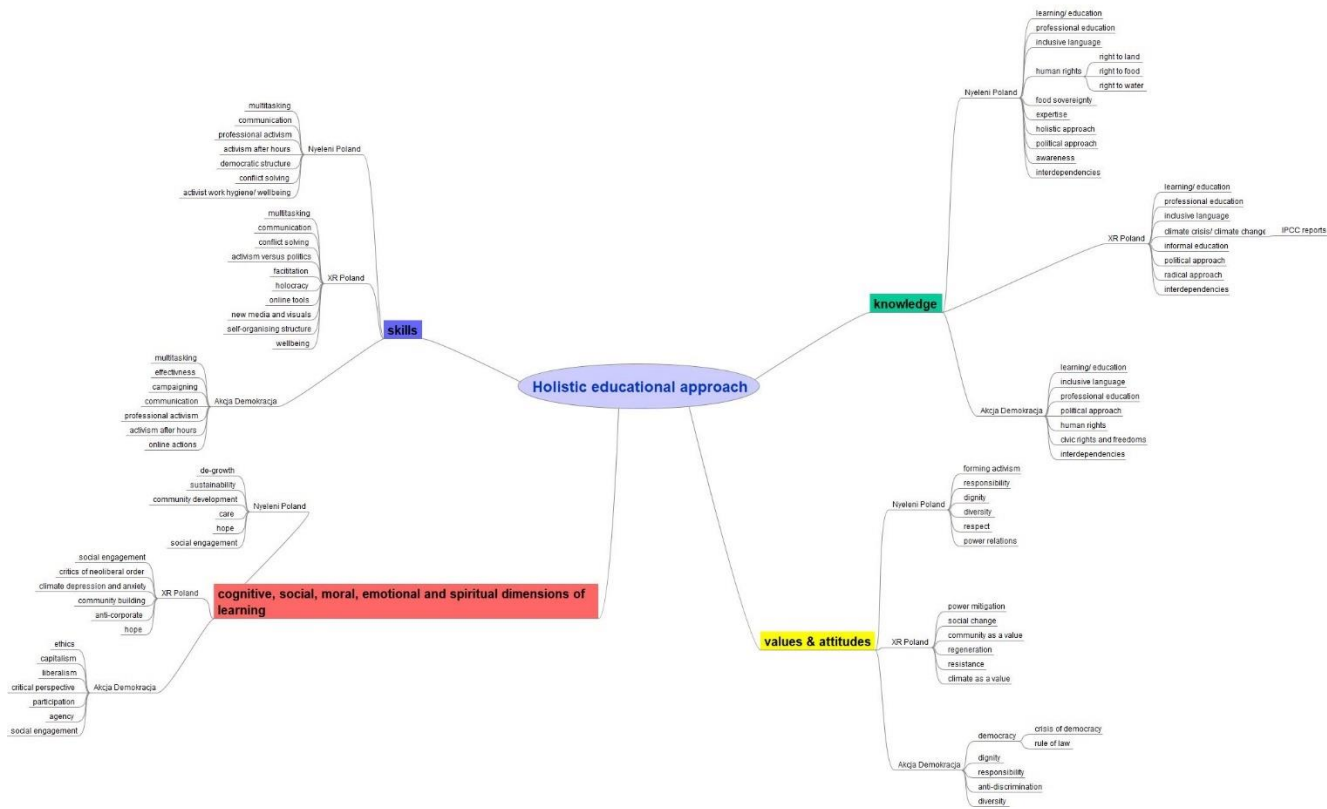 Holistic educational approach
skills
Nyeleni Poland
multitasking
communication
professional activism
activism after hours
democratic structure
conflict solving
activist work hygiene/ wellbeing
XR Poland
multitasking
communication
conflict solving
activism versus politics
facilitation
holocracy
online tools
new media and visuals
self-organising structure
wellbeing
Akcja Demokracja
multitasking
effectivness
campaigning
communication
professional activism
activism after hours
online actions
cognitive, social, moral, emotional and spiritual dimensions of
learning
Nyeleni Poland
de-growth
sustainability
community development
care
hope
social engagement
XR Poland
social engagement
critics of neoliberal order
climate depression and anxiety
community building
anti-corporate
hope
Akcja Demokracja
ethics
capitalism
liberalism
critical perspective
participation
agency
social engagement
knowledge
Nyeleni Poland
learning/ education
professional education
inclusive language
human rights
right to land
right to food
right to water
food sovereignty
expertise
holistic approach
political approach
awareness
interdependencies
XR Poland
learning/ education
professional education
inclusive language
climate crisis/ climate change
IPCC reports
informal education
political approach
radical approach
interdependencies
Akcja Demokracja
learning/ education
inclusive language
professional education
political approach
human rights
civic rights and freedoms
interdependencies
values & attitudes
Nyeleni Poland
forming activism
responsibility
dignity
diversity
respect
power relations
XR Poland
power mitigation
social change
community as a value
regeneration
resistance
climate as a value
Akcja Demokracja
democracy
crisis of democracy
rule of law
dignity
responsibility
anti-discrimination
diversity